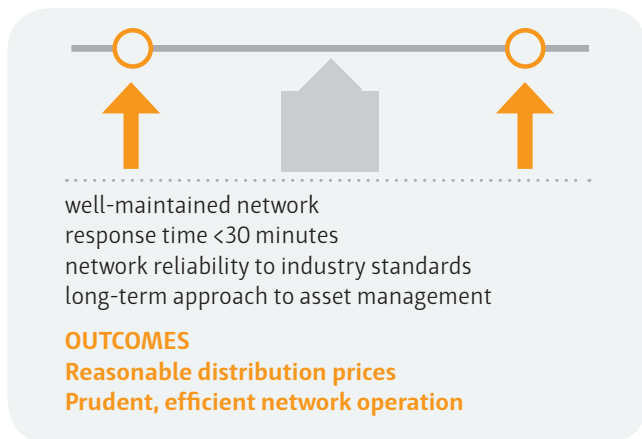 well-maintained network
response time <30 minutes
network reliability to industry standards
long-term approach to asset management
OUTCOMES
Reasonable distribution prices
Prudent, efficient network operation